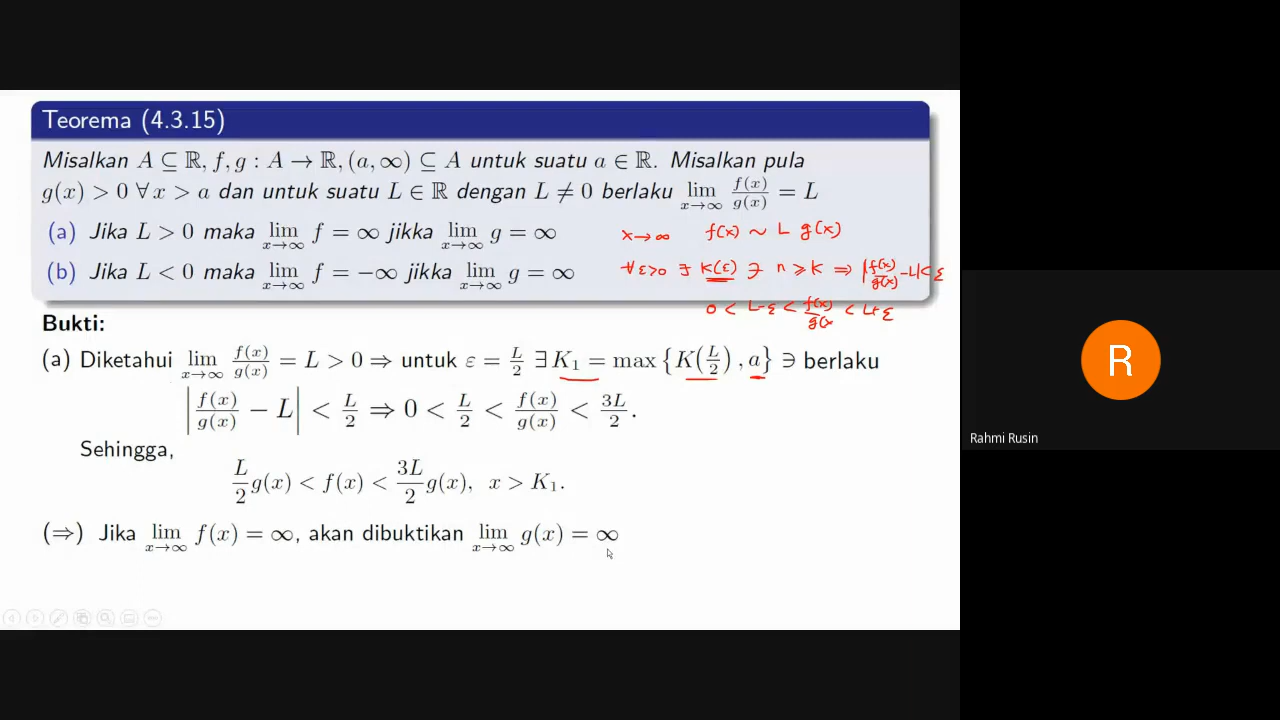 Teorema (4.3.15)
Misalkan A ⊆ ℝ, f, g : A → ℝ, (a, ∞) ⊆ A untuk suatu a ∈ ℝ. Misalkan pula
g(x) > 0 ∀ x > a dan untuk suatu L ∈ ℝ dengan L ≠ 0 berlaku lim_{x→∞} f(x)/g(x) = L
(a) Jika L > 0 maka lim_{x→∞} f = ∞ jikka lim_{x→∞} g = ∞
x→∞ f(x) ~ L g(x)
(b) Jika L < 0 maka lim_{x→∞} f = −∞ jikka lim_{x→∞} g = ∞
∀ε>0 ∃ K(ε) ∋ n ≥ K ⇒ |f(x)/g(x) − L| < ε
0 < L−ε < f(x)/g(x < L+ε
Bukti:
(a) Diketahui lim_{x→∞} f(x)/g(x) = L > 0 ⇒ untuk ε = L/2 ∃ K₁ = max {K(L/2), a} ∋ berlaku
|f(x)/g(x) − L| < L/2 ⇒ 0 < L/2 < f(x)/g(x) < 3L/2.
Sehingga,
L/2 g(x) < f(x) < 3L/2 g(x), x > K₁.
(⇒) Jika lim_{x→∞} f(x) = ∞, akan dibuktikan lim_{x→∞} g(x) = ∞
R
Rahmi Rusin